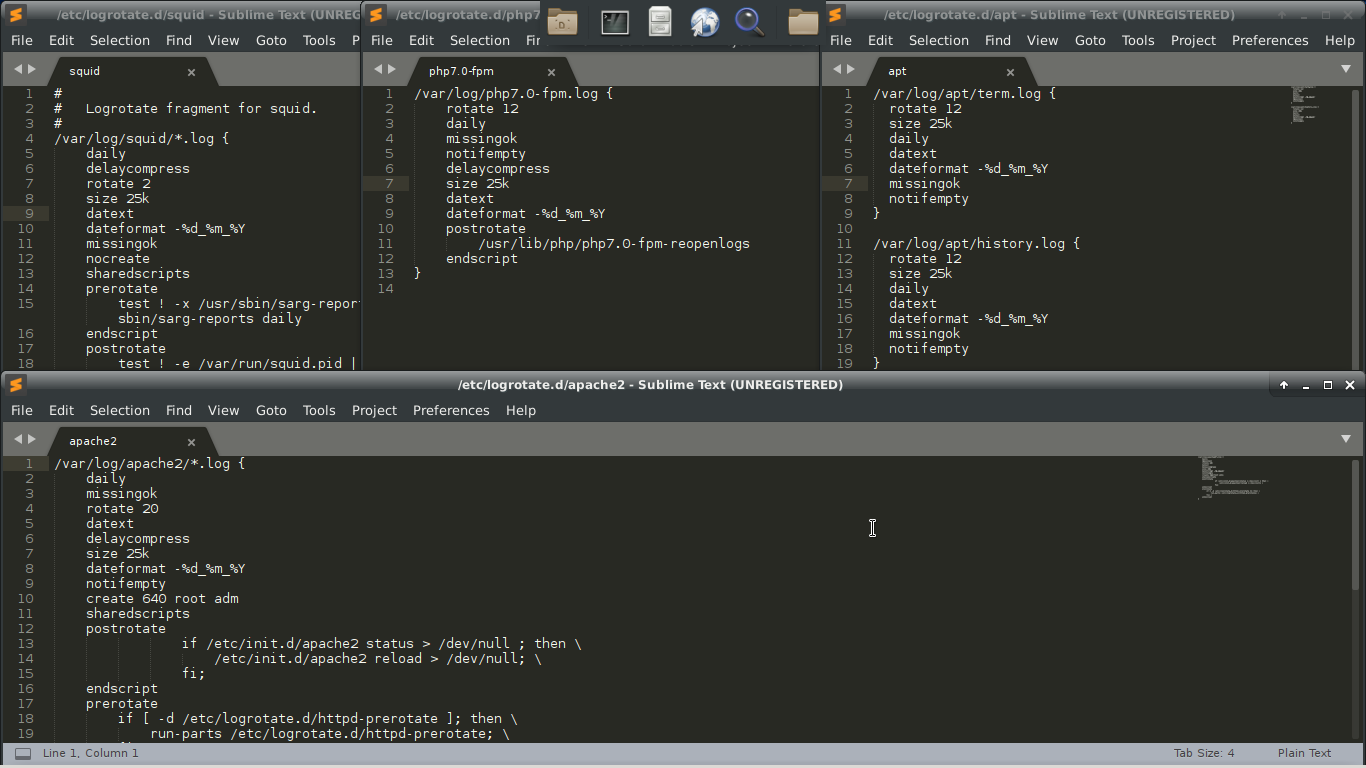 /etc/logrotate.d/squid - Sublime Text (UNREG
File Edit Selection Find View Goto Tools P
squid ×
1 #
2 #   Logrotate fragment for squid.
3 #
4 /var/log/squid/*.log {
5     daily
6     delaycompress
7     rotate 2
8     size 25k
9     datext
10     dateformat -%d_%m_%Y
11     missingok
12     nocreate
13     sharedscripts
14     prerotate
15         test ! -x /usr/sbin/sarg-repor
sbin/sarg-reports daily
16     endscript
17     postrotate
18         test ! -e /var/run/squid.pid |
/etc/logrotate.d/php7
File Edit Selection Fi
php7.0-fpm ×
1 /var/log/php7.0-fpm.log {
2     rotate 12
3     daily
4     missingok
5     notifempty
6     delaycompress
7     size 25k
8     datext
9     dateformat -%d_%m_%Y
10     postrotate
11         /usr/lib/php/php7.0-fpm-reopenlogs
12     endscript
13 }
14
/etc/logrotate.d/apt - Sublime Text (UNREGISTERED)
File Edit Selection Find View Goto Tools Project Preferences Help
apt ×
1 /var/log/apt/term.log {
2   rotate 12
3   size 25k
4   daily
5   datext
6   dateformat -%d_%m_%Y
7   missingok
8   notifempty
9 }
10
11 /var/log/apt/history.log {
12   rotate 12
13   size 25k
14   daily
15   datext
16   dateformat -%d_%m_%Y
17   missingok
18   notifempty
19 }
/etc/logrotate.d/apache2 - Sublime Text (UNREGISTERED)
File Edit Selection Find View Goto Tools Project Preferences Help
apache2 ×
1 /var/log/apache2/*.log {
2     daily
3     missingok
4     rotate 20
5     datext
6     delaycompress
7     size 25k
8     dateformat -%d_%m_%Y
9     notifempty
10     create 640 root adm
11     sharedscripts
12     postrotate
13                 if /etc/init.d/apache2 status > /dev/null ; then \
14                     /etc/init.d/apache2 reload > /dev/null; \
15                 fi;
16     endscript
17     prerotate
18         if [ -d /etc/logrotate.d/httpd-prerotate ]; then \
19             run-parts /etc/logrotate.d/httpd-prerotate; \
Line 1, Column 1 Tab Size: 4 Plain Text